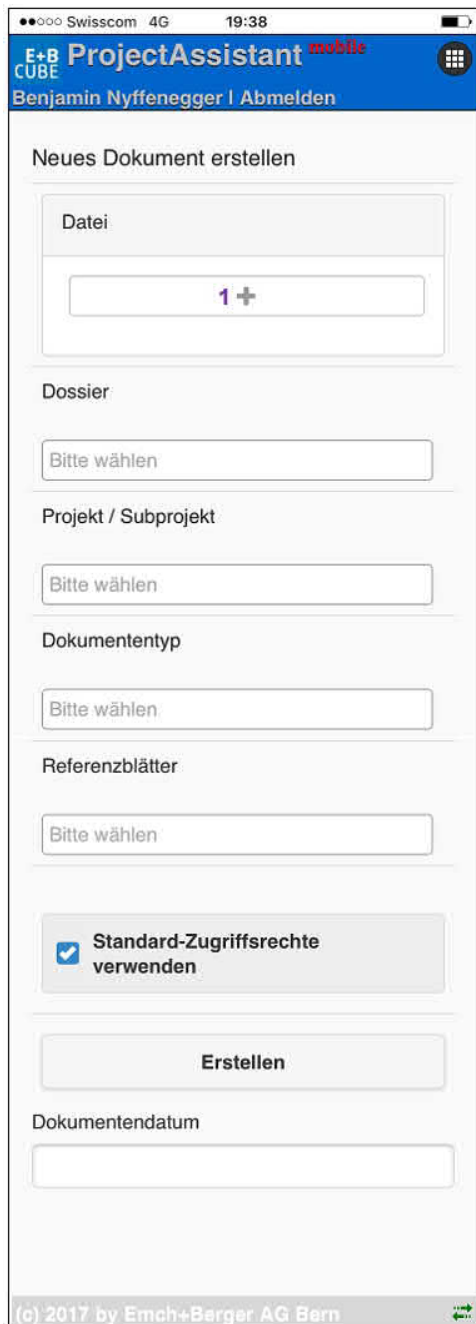 Swisscom 4G 19:38
E+B CUBE ProjectAssistant mobile
Benjamin Nyffenegger | Abmelden
Neues Dokument erstellen
Datei
1
Dossier
Bitte wählen
Projekt / Subprojekt
Bitte wählen
Dokumententyp
Bitte wählen
Referenzblätter
Bitte wählen
Standard-Zugriffsrechte
verwenden
Erstellen
Dokumentendatum
(c) 2017 by Emch+Berger AG Bern